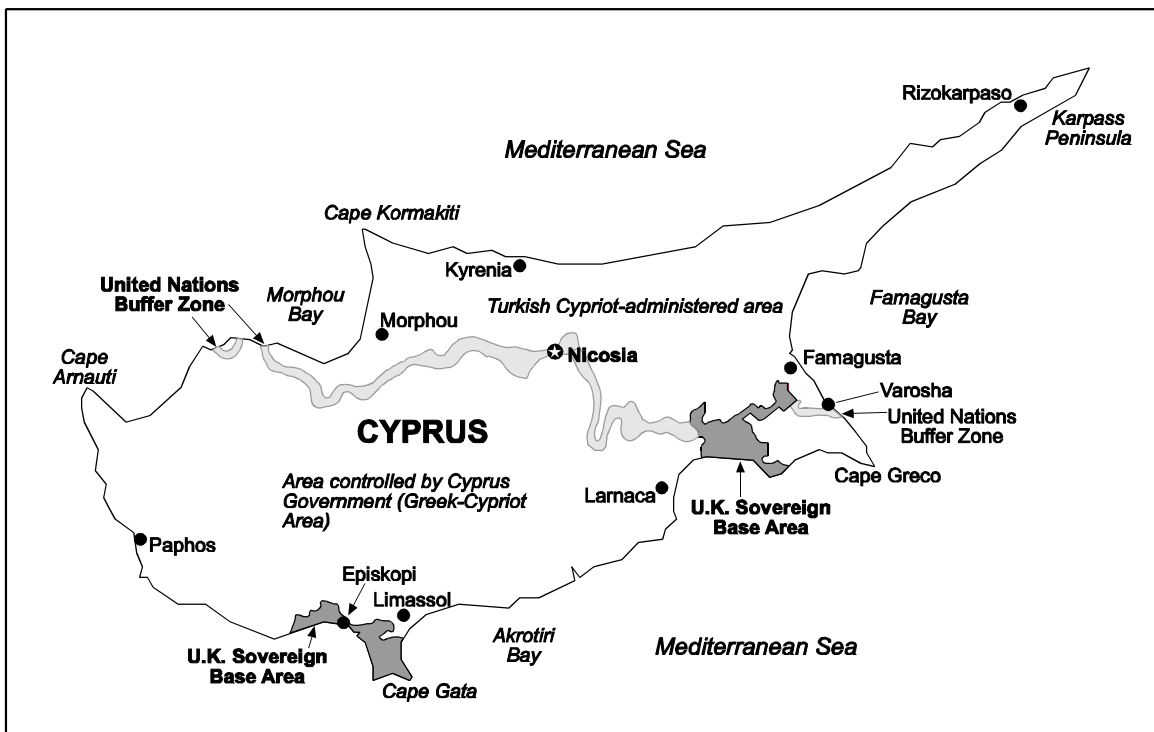 Rizokarpaso
Karpass
Peninsula
Mediterranean Sea
Cape Kormakiti
Kyrenia
United Nations
Buffer Zone
Morphou
Bay
Turkish Cypriot-administered area
Famagusta
Bay
Morphou
Cape
Arnauti
Nicosia
Famagusta
Varosha
United Nations
Buffer Zone
CYPRUS
Cape Greco
Area controlled by Cyprus
Government (Greek-Cypriot
Area)
Larnaca
U.K. Sovereign
Base Area
Paphos
Episkopi
Limassol
Akrotiri
Bay
Mediterranean Sea
U.K. Sovereign
Base Area
Cape Gata